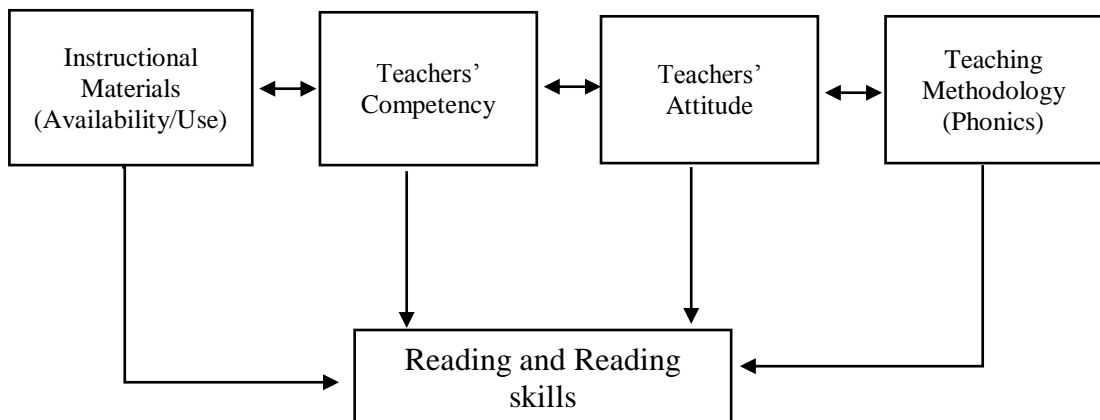 Instructional
Materials
(Availability/Use)
Teachers’
Competency
Teachers’
Attitude
Teaching
Methodology
(Phonics)
Reading and Reading
skills